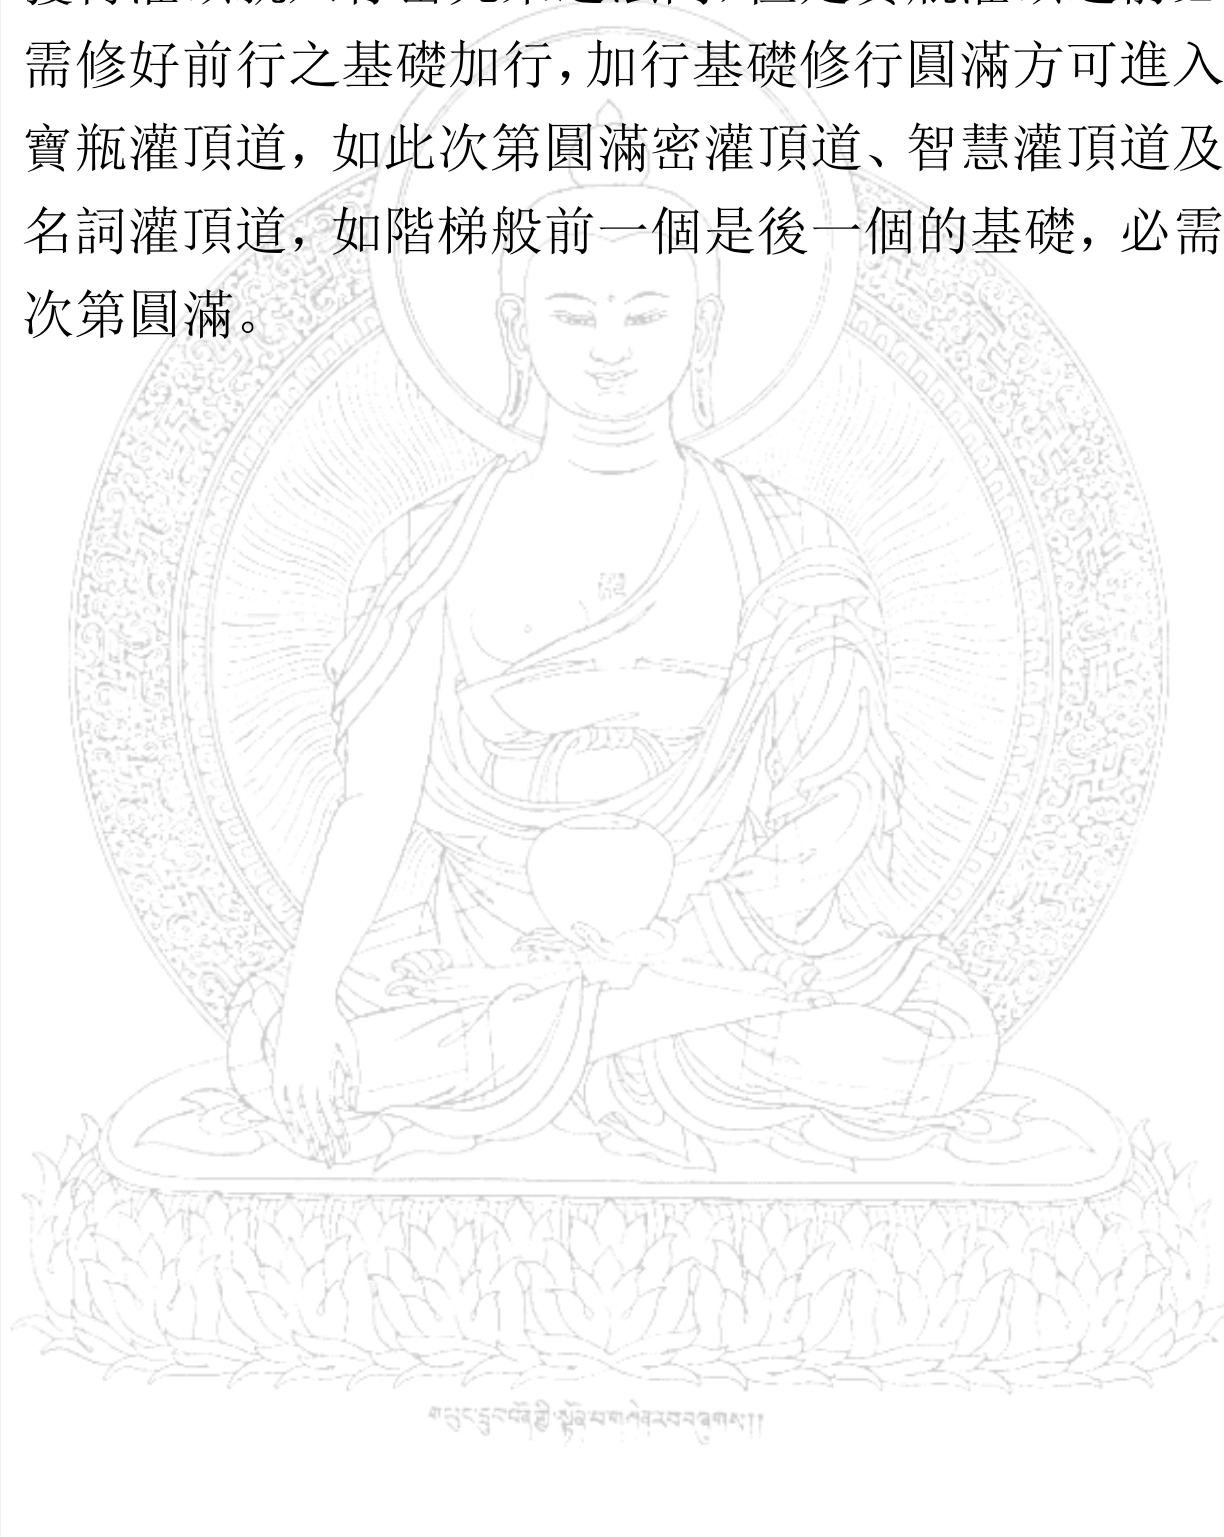 需修好前行之基礎加行，加行基礎修行圓滿方可進入
寶瓶灌頂道，如此次第圓滿密灌頂道、智慧灌頂道及
名詞灌頂道，如階梯般前一個是後一個的基礎，必需
次第圓滿。